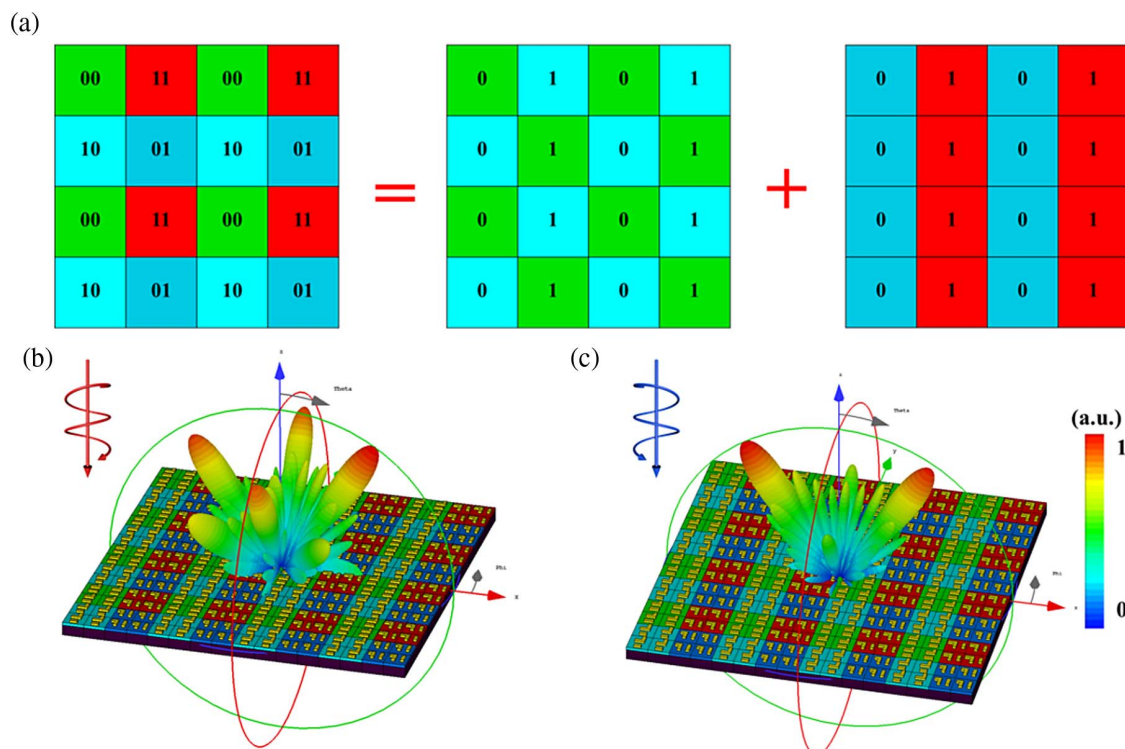 (a)
00 11 00 11 0 1 0 1 0 1 0 1
10 01 10 01 0 1 0 1 0 1 0 1
= +
00 11 00 11 0 1 0 1 0 1 0 1
10 01 10 01 0 1 0 1 0 1 0 1
(b) (c)
Theta Theta
y
(a.u.)
1
Phi Phi
x
0